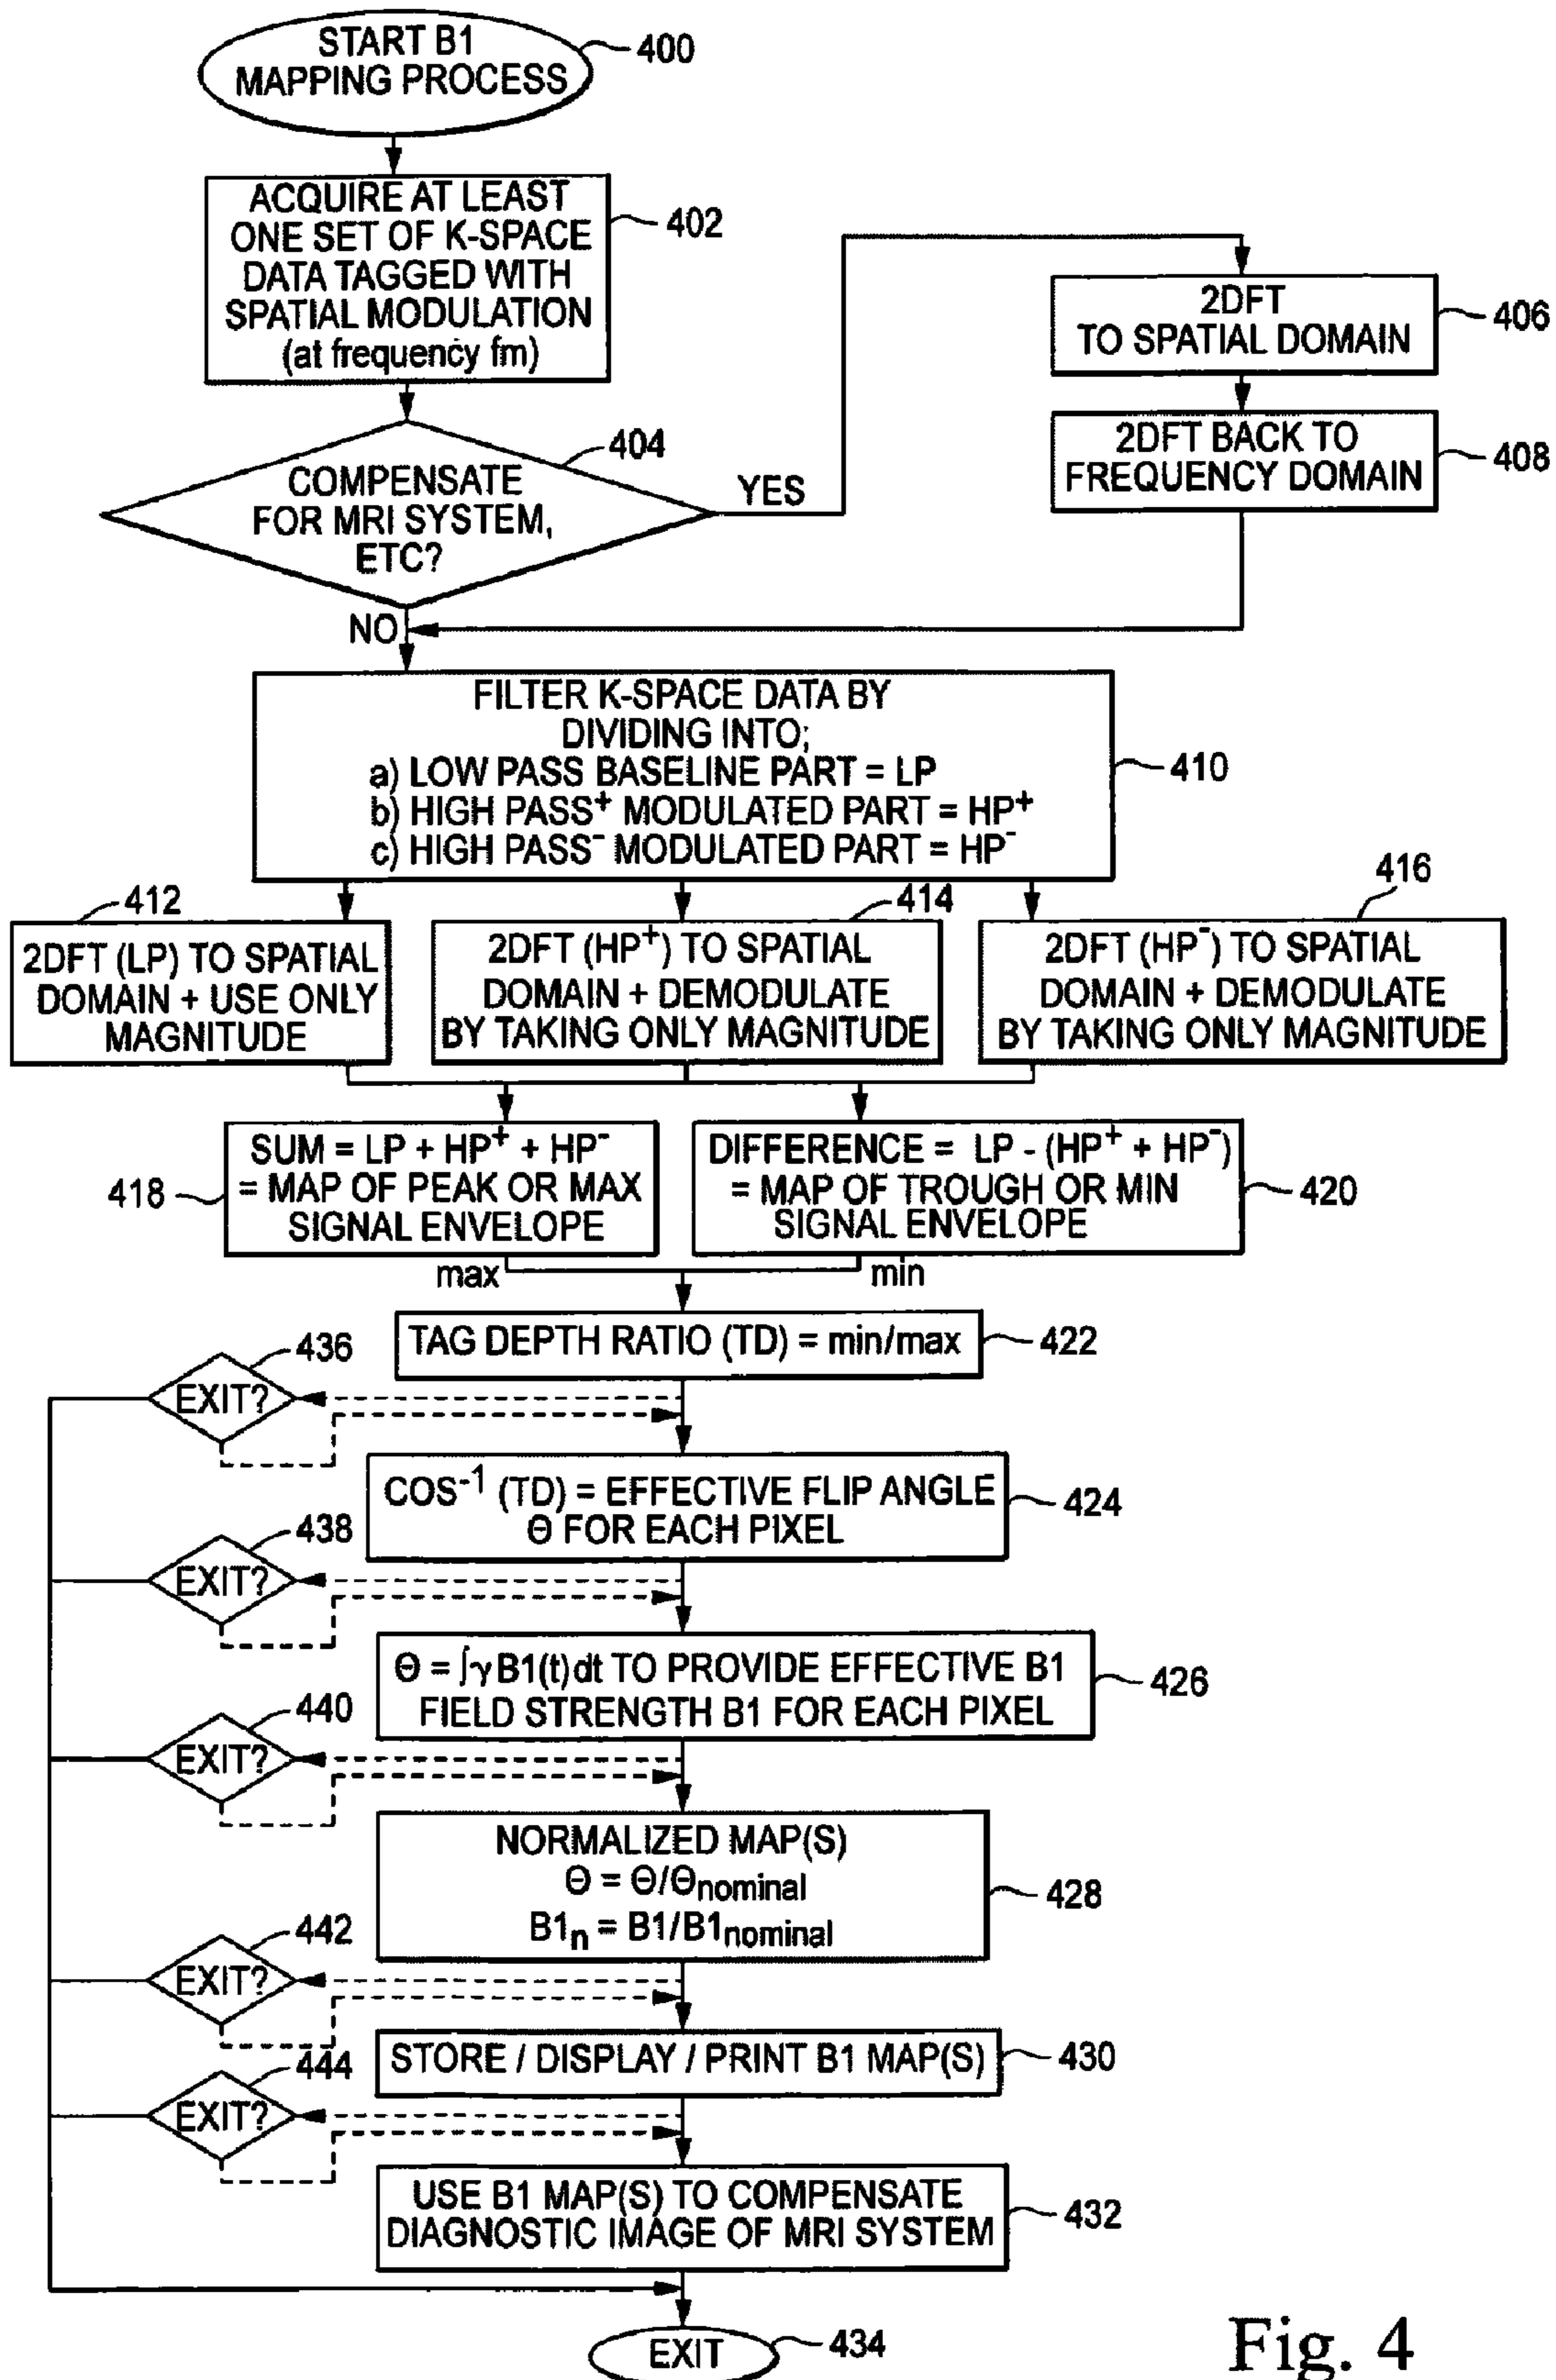 START B1
MAPPING PROCESS
400
ACQUIRE AT LEAST
ONE SET OF K-SPACE
DATA TAGGED WITH
SPATIAL MODULATION
(at frequency fm)
402
404
COMPENSATE
FOR MRI SYSTEM,
ETC?
YES
NO
2DFT
TO SPATIAL DOMAIN
406
2DFT BACK TO
FREQUENCY DOMAIN
408
FILTER K-SPACE DATA BY
DIVIDING INTO;
a) LOW PASS BASELINE PART = LP
b) HIGH PASS⁺ MODULATED PART = HP⁺
c) HIGH PASS⁻ MODULATED PART = HP⁻
410
412
2DFT (LP) TO SPATIAL
DOMAIN + USE ONLY
MAGNITUDE
414
2DFT (HP⁺) TO SPATIAL
DOMAIN + DEMODULATE
BY TAKING ONLY MAGNITUDE
416
2DFT (HP⁻) TO SPATIAL
DOMAIN + DEMODULATE
BY TAKING ONLY MAGNITUDE
418
SUM = LP + HP⁺ + HP⁻
= MAP OF PEAK OR MAX
SIGNAL ENVELOPE
DIFFERENCE = LP - (HP⁺ + HP⁻)
= MAP OF TROUGH OR MIN
SIGNAL ENVELOPE
420
max
min
TAG DEPTH RATIO (TD) = min/max
422
436
EXIT?
COS⁻¹ (TD) = EFFECTIVE FLIP ANGLE
Θ FOR EACH PIXEL
424
438
EXIT?
Θ = ∫γ B1(t) dt TO PROVIDE EFFECTIVE B1
FIELD STRENGTH B1 FOR EACH PIXEL
426
440
EXIT?
NORMALIZED MAP(S)
Θ = Θ/Θnominal
B1n = B1/B1nominal
428
442
EXIT?
STORE / DISPLAY / PRINT B1 MAP(S)
430
444
EXIT?
USE B1 MAP(S) TO COMPENSATE
DIAGNOSTIC IMAGE OF MRI SYSTEM
432
EXIT
434
Fig. 4